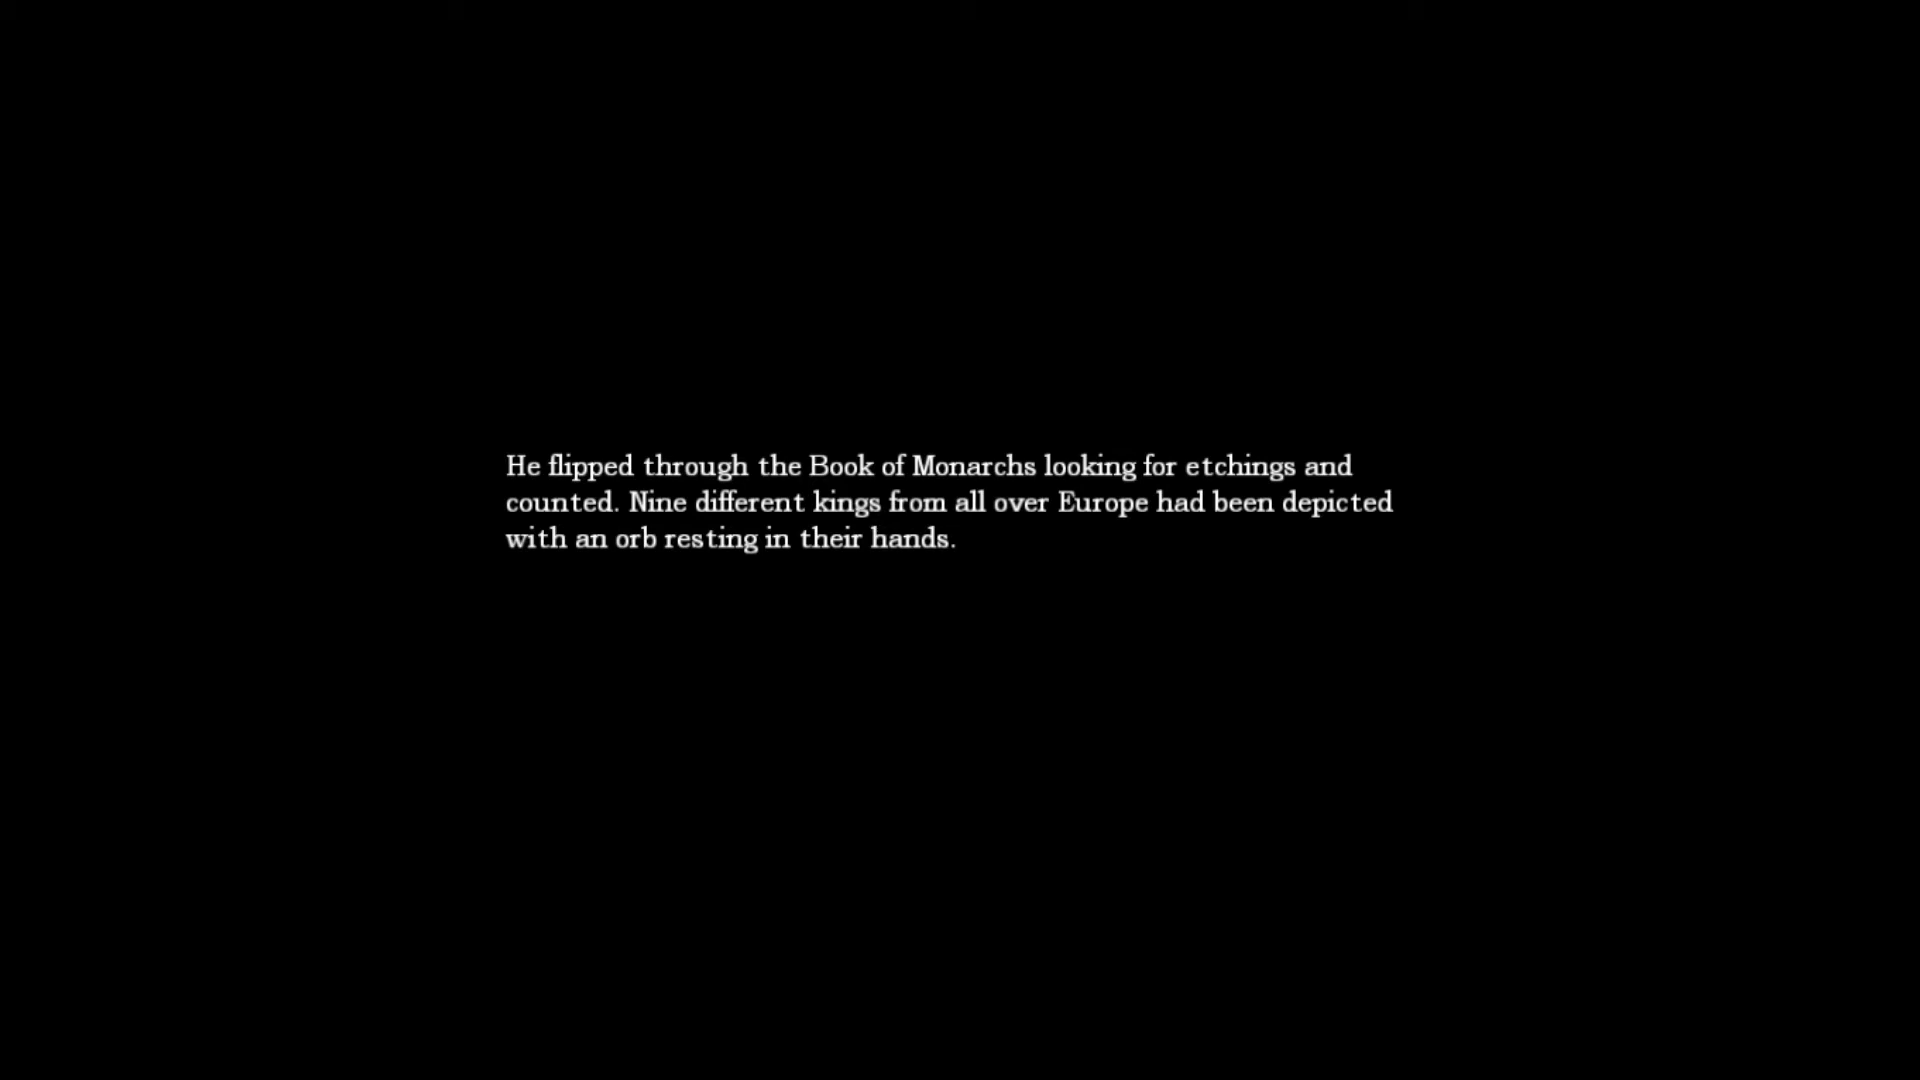 He flipped through the Book of Monarchs looking for etchings and
counted. Nine different kings from all over Europe had been depicted
with an orb resting in their hands.